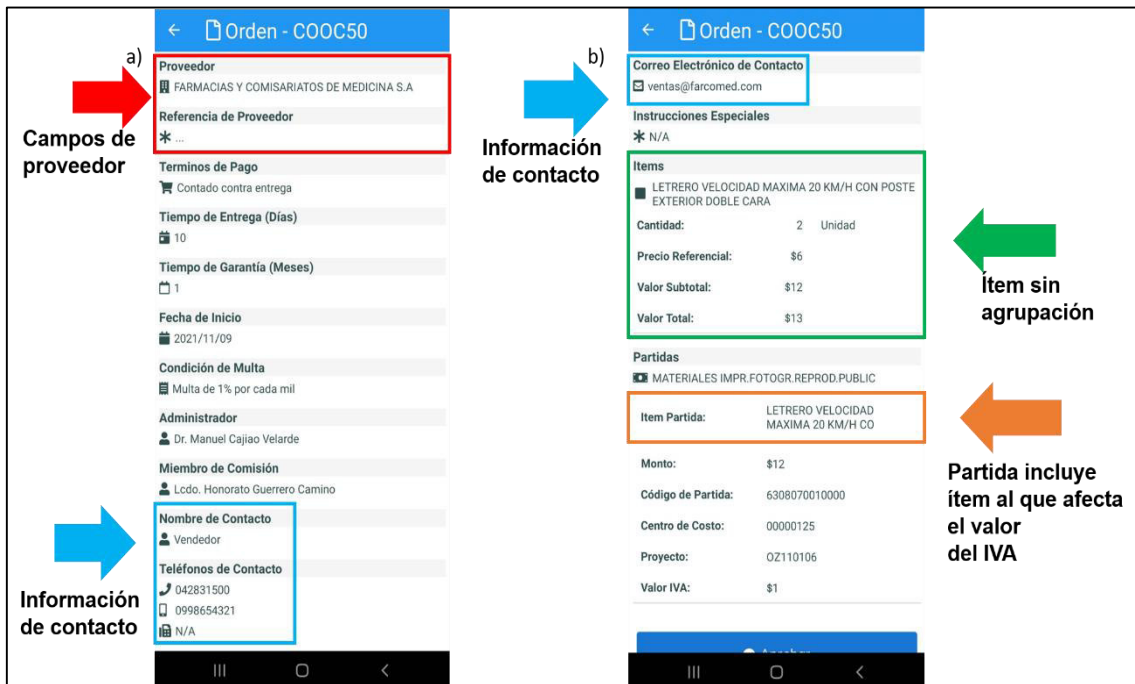 a)
Orden - COOC50
Proveedor
FARMACIAS Y COMISARIATOS DE MEDICINA S.A
Referencia de Proveedor
...
Terminos de Pago
Contado contra entrega
Tiempo de Entrega (Días)
10
Tiempo de Garantía (Meses)
1
Fecha de Inicio
2021/11/09
Condición de Multa
Multa de 1% por cada mil
Administrador
Dr. Manuel Cajiao Velarde
Miembro de Comisión
Lcdo. Honorato Guerrero Camino
Nombre de Contacto
Vendedor
Teléfonos de Contacto
042831500
0998654321
N/A
Campos de
proveedor
Información
de contacto
b)
Orden - COOC50
Correo Electrónico de Contacto
ventas@farcomed.com
Instrucciones Especiales
N/A
Items
LETRERO VELOCIDAD MAXIMA 20 KM/H CON POSTE
EXTERIOR DOBLE CARA
Cantidad: 2 Unidad
Precio Referencial: $6
Valor Subtotal: $12
Valor Total: $13
Partidas
MATERIALES IMPR.FOTOGR.REPROD.PUBLIC
Item Partida: LETRERO VELOCIDAD
MAXIMA 20 KM/H CO
Monto: $12
Código de Partida: 6308070010000
Centro de Costo: 00000125
Proyecto: OZ110106
Valor IVA: $1
Información
de contacto
Ítem sin
agrupación
Partida incluye
ítem al que afecta
el valor
del IVA